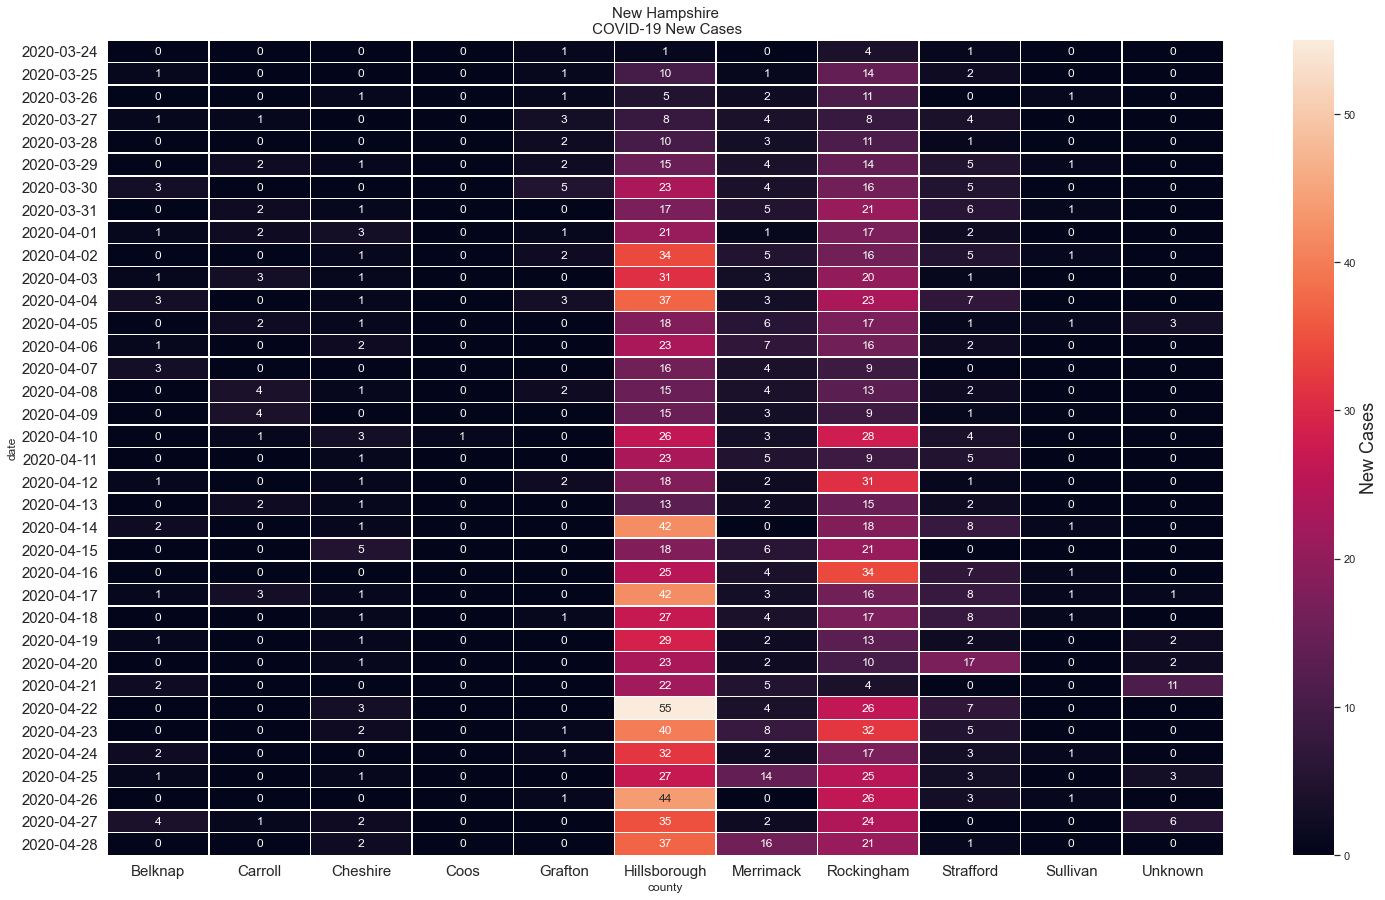 New Hampshire
COVID-19 New Cases
2020-03-24 0 0 0 0 1 1 0 4 1 0 0
2020-03-25 1 0 0 0 1 10 1 14 2 0 0
2020-03-26 0 0 1 0 1 5 2 11 0 1 0
2020-03-27 1 1 0 0 3 8 4 8 4 0 0
2020-03-28 0 0 0 0 2 10 3 11 1 0 0
2020-03-29 0 2 1 0 2 15 4 14 5 1 0
2020-03-30 3 0 0 0 5 23 4 16 5 0 0
2020-03-31 0 2 1 0 0 17 5 21 6 1 0
2020-04-01 1 2 3 0 1 21 1 17 2 0 0
2020-04-02 0 0 1 0 2 34 5 16 5 1 0
2020-04-03 1 3 1 0 0 31 3 20 1 0 0
2020-04-04 3 0 1 0 3 37 3 23 7 0 0
2020-04-05 0 2 1 0 0 18 6 17 1 1 3
2020-04-06 1 0 2 0 0 23 7 16 2 0 0
2020-04-07 3 0 0 0 0 16 4 9 0 0 0
2020-04-08 0 4 1 0 2 15 4 13 2 0 0
2020-04-09 0 4 0 0 0 15 3 9 1 0 0
2020-04-10 0 1 3 1 0 26 3 28 4 0 0
2020-04-11 0 0 1 0 0 23 5 9 5 0 0
2020-04-12 1 0 1 0 2 18 2 31 1 0 0
2020-04-13 0 2 1 0 0 13 2 15 2 0 0
2020-04-14 2 0 1 0 0 42 0 18 8 1 0
2020-04-15 0 0 5 0 0 18 6 21 0 0 0
2020-04-16 0 0 0 0 0 25 4 34 7 1 0
2020-04-17 1 3 1 0 0 42 3 16 8 1 1
2020-04-18 0 0 1 0 1 27 4 17 8 1 0
2020-04-19 1 0 1 0 0 29 2 13 2 0 2
2020-04-20 0 0 1 0 0 23 2 10 17 0 2
2020-04-21 2 0 0 0 0 22 5 4 0 0 11
2020-04-22 0 0 3 0 0 55 4 26 7 0 0
2020-04-23 0 0 2 0 1 40 8 32 5 0 0
2020-04-24 2 0 0 0 1 32 2 17 3 1 0
2020-04-25 1 0 1 0 0 27 14 25 3 0 3
2020-04-26 0 0 0 0 1 44 0 26 3 1 0
2020-04-27 4 1 2 0 0 35 2 24 0 0 6
2020-04-28 0 0 2 0 0 37 16 21 1 0 0
Belknap Carroll Cheshire Coos Grafton Hillsborough Merrimack Rockingham Strafford Sullivan Unknown
county
date
50
40
30
20
10
0
New Cases